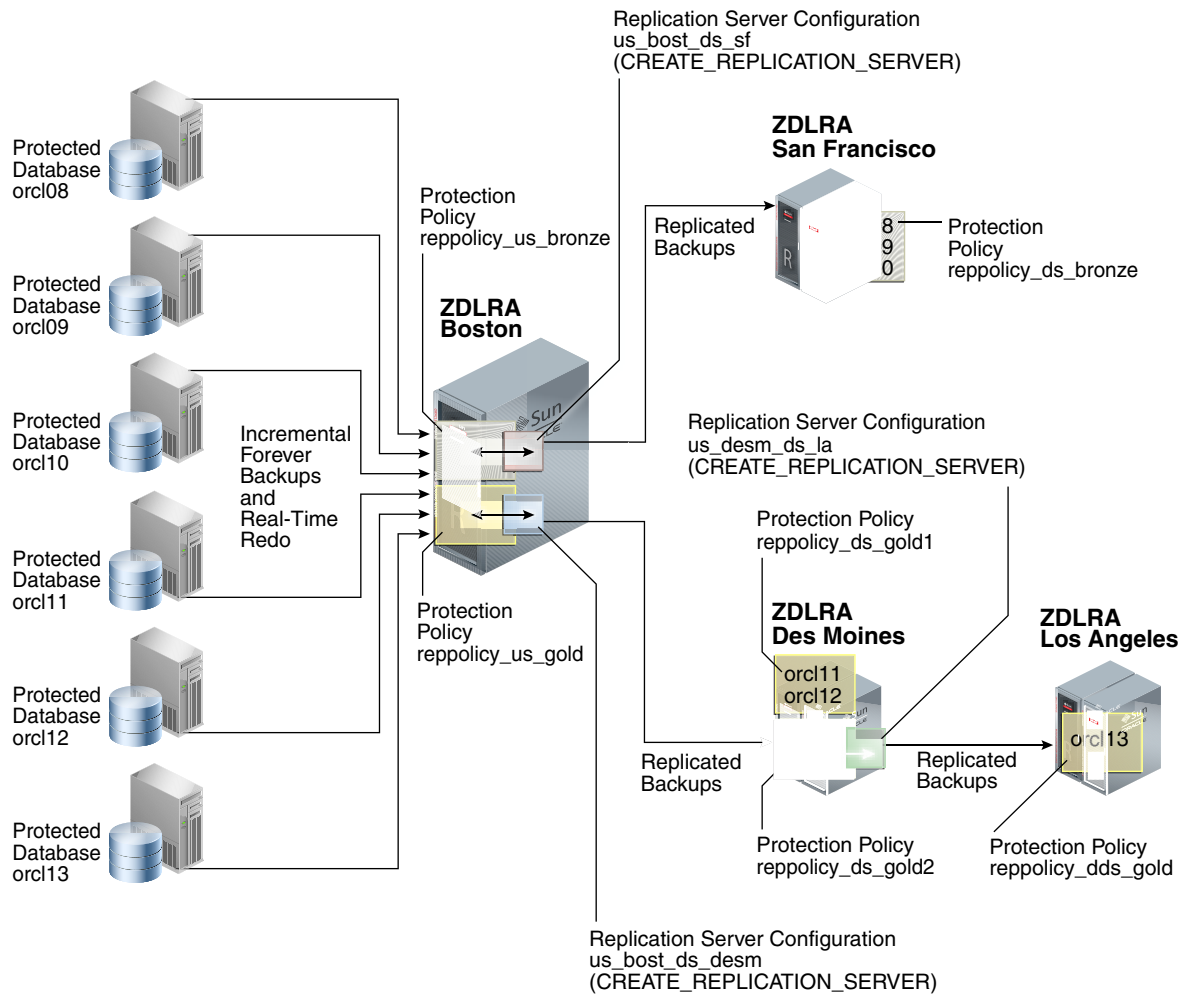 Replication Server Configuration
us_bost_ds_sf
(CREATE_REPLICATION_SERVER)
Protected
Database
orcl08
ZDLRA
San Francisco
Protection
Policy
reppolicy_us_bronze
Replicated
Backups
8
9
0
R
Protection
Policy
reppolicy_ds_bronze
Protected
Database
orcl09
ZDLRA
Boston
Sun
Protected
Database
orcl10
Incremental
Forever
Backups
and
Real-Time
Redo
Replication Server Configuration
us_desm_ds_la
(CREATE_REPLICATION_SERVER)
Protected
Database
orcl11
Protection Policy
reppolicy_ds_gold1
Protection
Policy
reppolicy_us_gold
ZDLRA
Des Moines
orcl11
orcl12
ZDLRA
Los Angeles
orcl13
Protected
Database
orcl12
Replicated
Backups
Replicated
Backups
Protected
Database
orcl13
Protection Policy
reppolicy_ds_gold2
Protection Policy
reppolicy_dds_gold
Replication Server Configuration
us_bost_ds_desm
(CREATE_REPLICATION_SERVER)